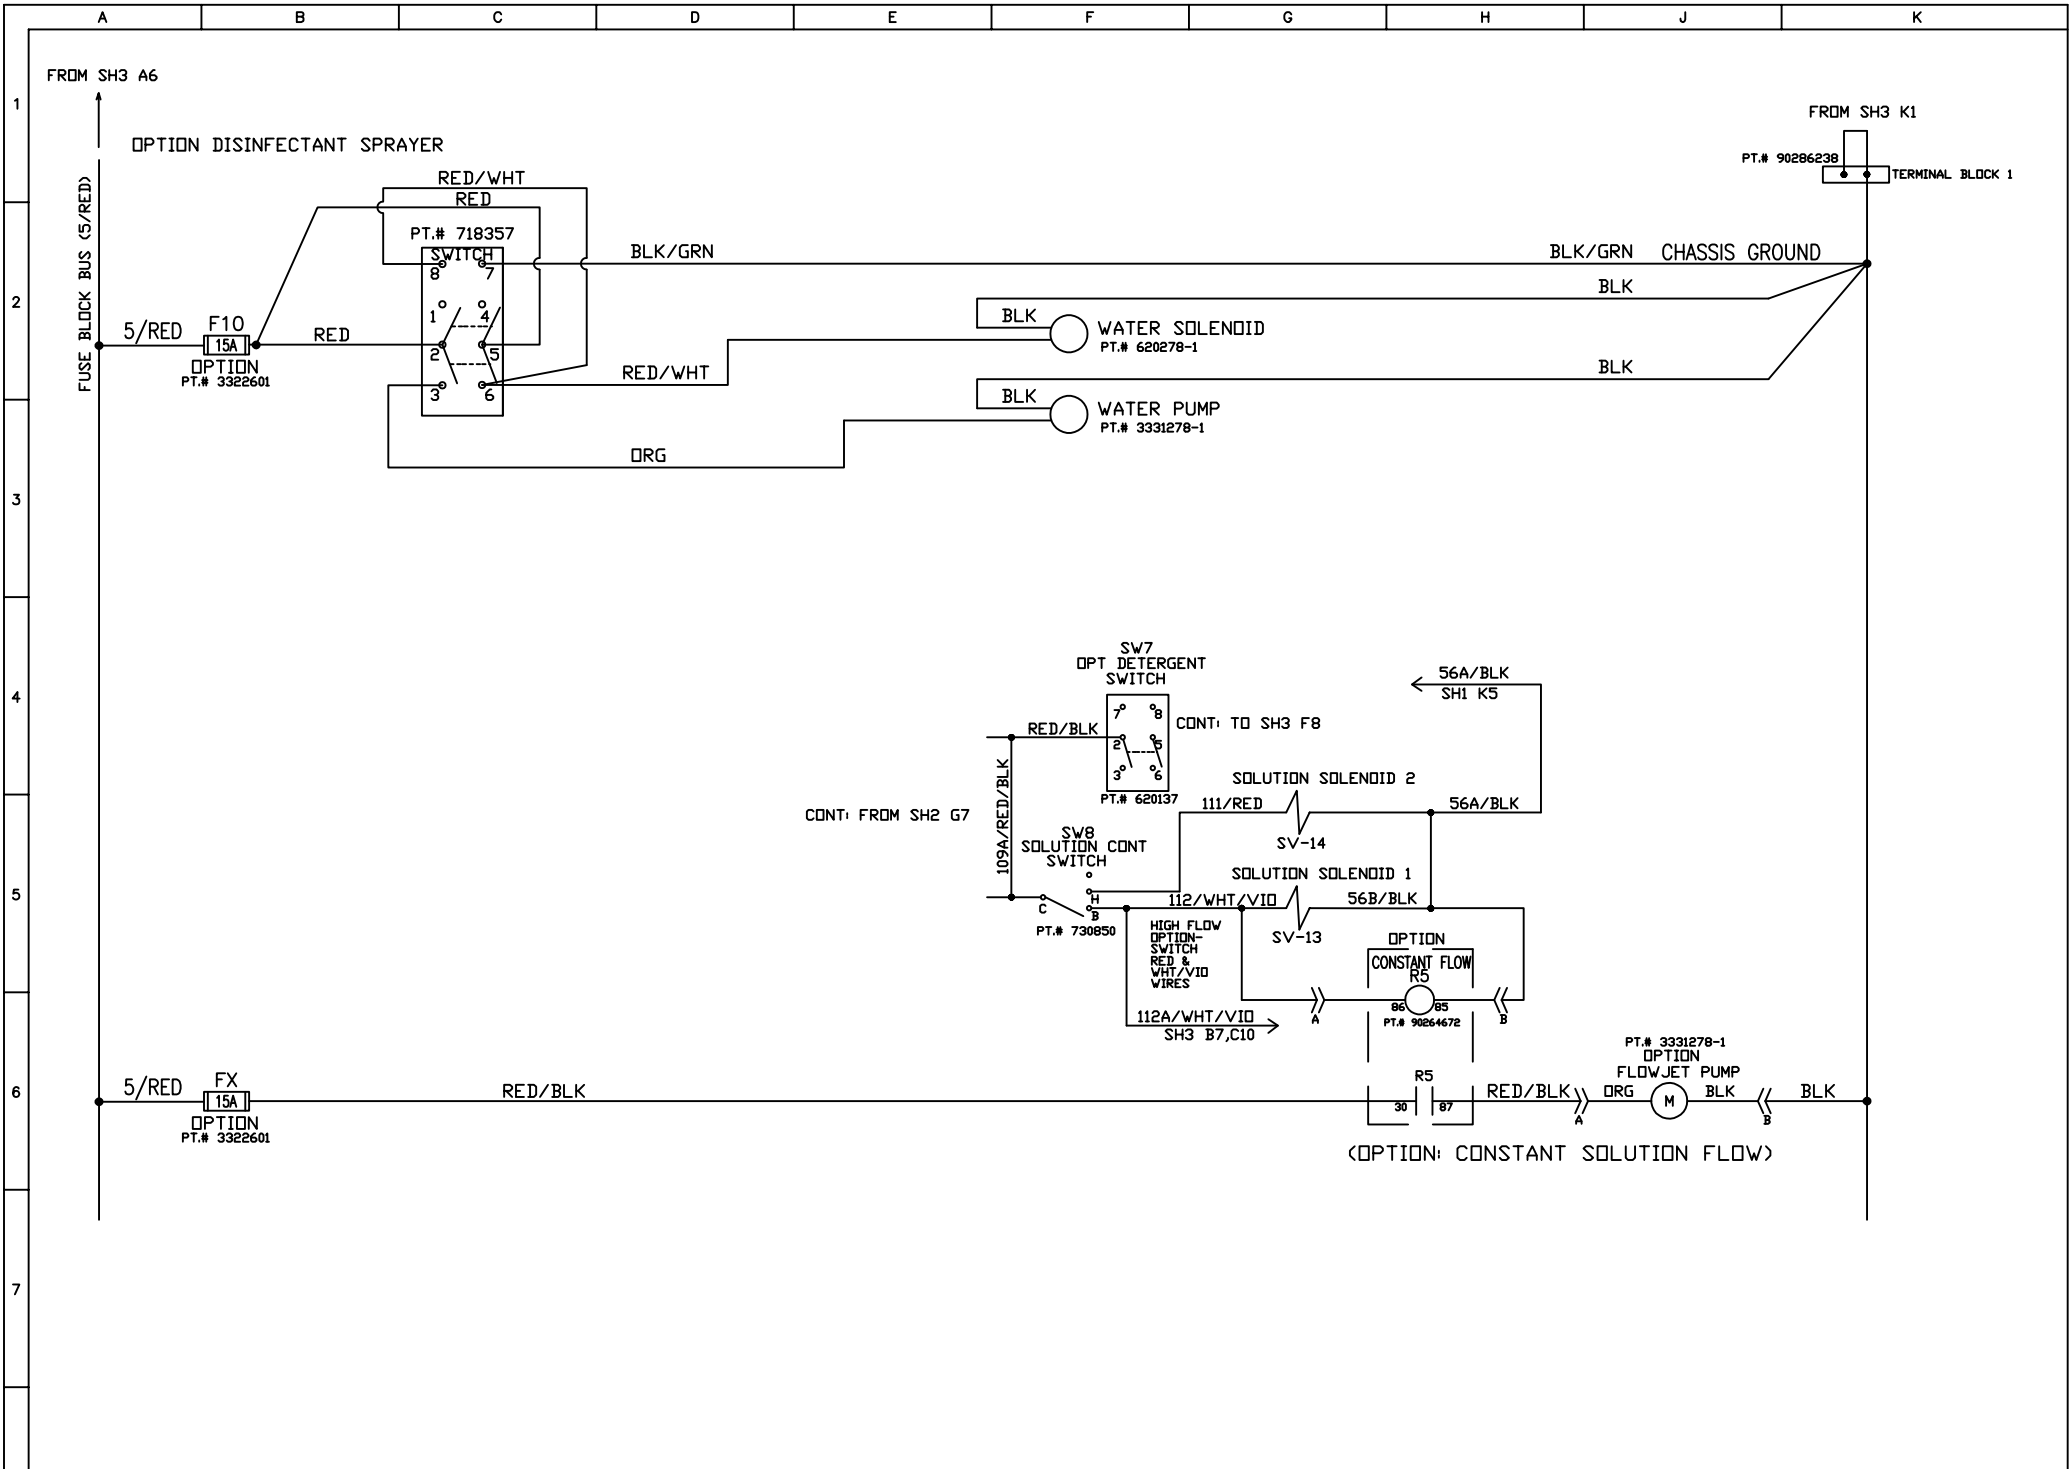 A B C D E F G H J K
FROM SH3 A6
1
FROM SH3 K1
OPTION DISINFECTANT SPRAYER
PT.# 90286238
TERMINAL BLOCK 1
RED/WHT
RED
FUSE BLOCK BUS (5/RED)
PT.# 718357
SWITCH
8 7
BLK/GRN
BLK/GRN CHASSIS GROUND
2
BLK
1 4
5/RED
F10
15A
OPTION
PT.# 3322601
RED
2 5
BLK
WATER SOLENOID
PT.# 620278-1
RED/WHT
BLK
3 6
BLK
WATER PUMP
PT.# 3331278-1
ORG
3
SW7
OPT DETERGENT
SWITCH
56A/BLK
SH1 K5
4
7 8
CONT: TO SH3 F8
RED/BLK
2 5
3 6
PT.# 620137
109A/RED/BLK
SOLUTION SOLENOID 2
111/RED
56A/BLK
SV-14
CONT: FROM SH2 G7
SW8
SOLUTION CONT
SWITCH
SOLUTION SOLENOID 1
5
H
C
B
112/WHT/VIO
56B/BLK
PT.# 730850
SV-13
HIGH FLOW
OPTION-
SWITCH
RED &
WHT/VIO
WIRES
OPTION
CONSTANT FLOW
R5
86 85
PT.# 90264672
A
B
112A/WHT/VIO
SH3 B7,C10
6
5/RED
FX
15A
OPTION
PT.# 3322601
RED/BLK
R5
30 87
RED/BLK
A
ORG
PT.# 3331278-1
OPTION
FLOWJET PUMP
M
BLK
B
BLK
(OPTION: CONSTANT SOLUTION FLOW)
7